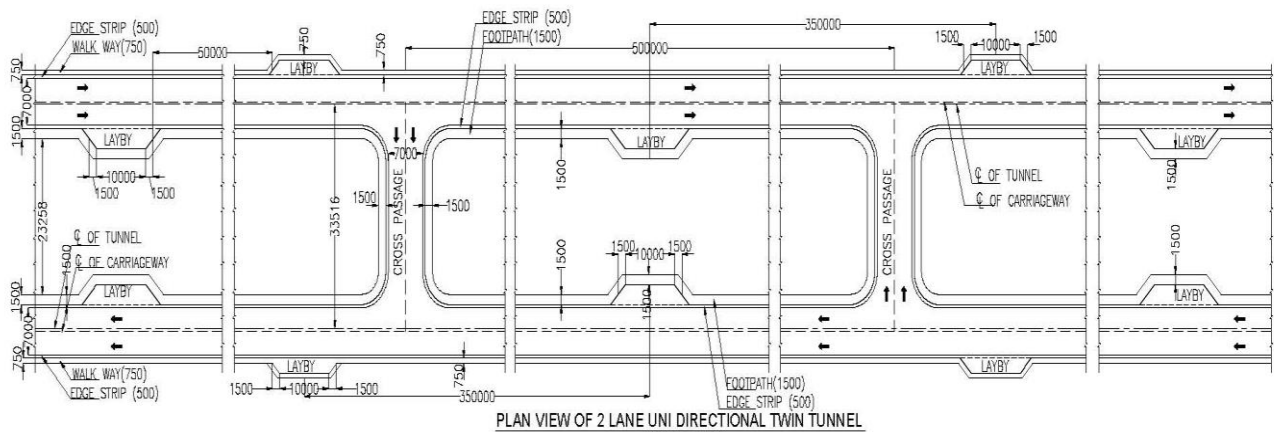 EDGE STRIP (500)
WALK WAY(750)
50000
750
750
LAYBY
EDGE STRIP (500)
FOOTPATH(1500)
500000
350000
1500
10000
1500
LAYBY
750
7000
1500
LAYBY
10000
1500
1500
23258
33516
7000
1500
1500
CROSS PASSAGE
LAYBY
1500
CROSS PASSAGE
℄ OF TUNNEL
℄ OF CARRIAGEWAY
LAYBY
1500
℄ OF TUNNEL
℄ OF CARRIAGEWAY
1500
1500
LAYBY
1500
1500
10000
1500
LAYBY
1500
1500
LAYBY
7000
750
WALK WAY(750)
EDGE STRIP (500)
LAYBY
1500
10000
1500
350000
750
FOOTPATH(1500)
EDGE STRIP (500)
LAYBY
PLAN VIEW OF 2 LANE UNI DIRECTIONAL TWIN TUNNEL